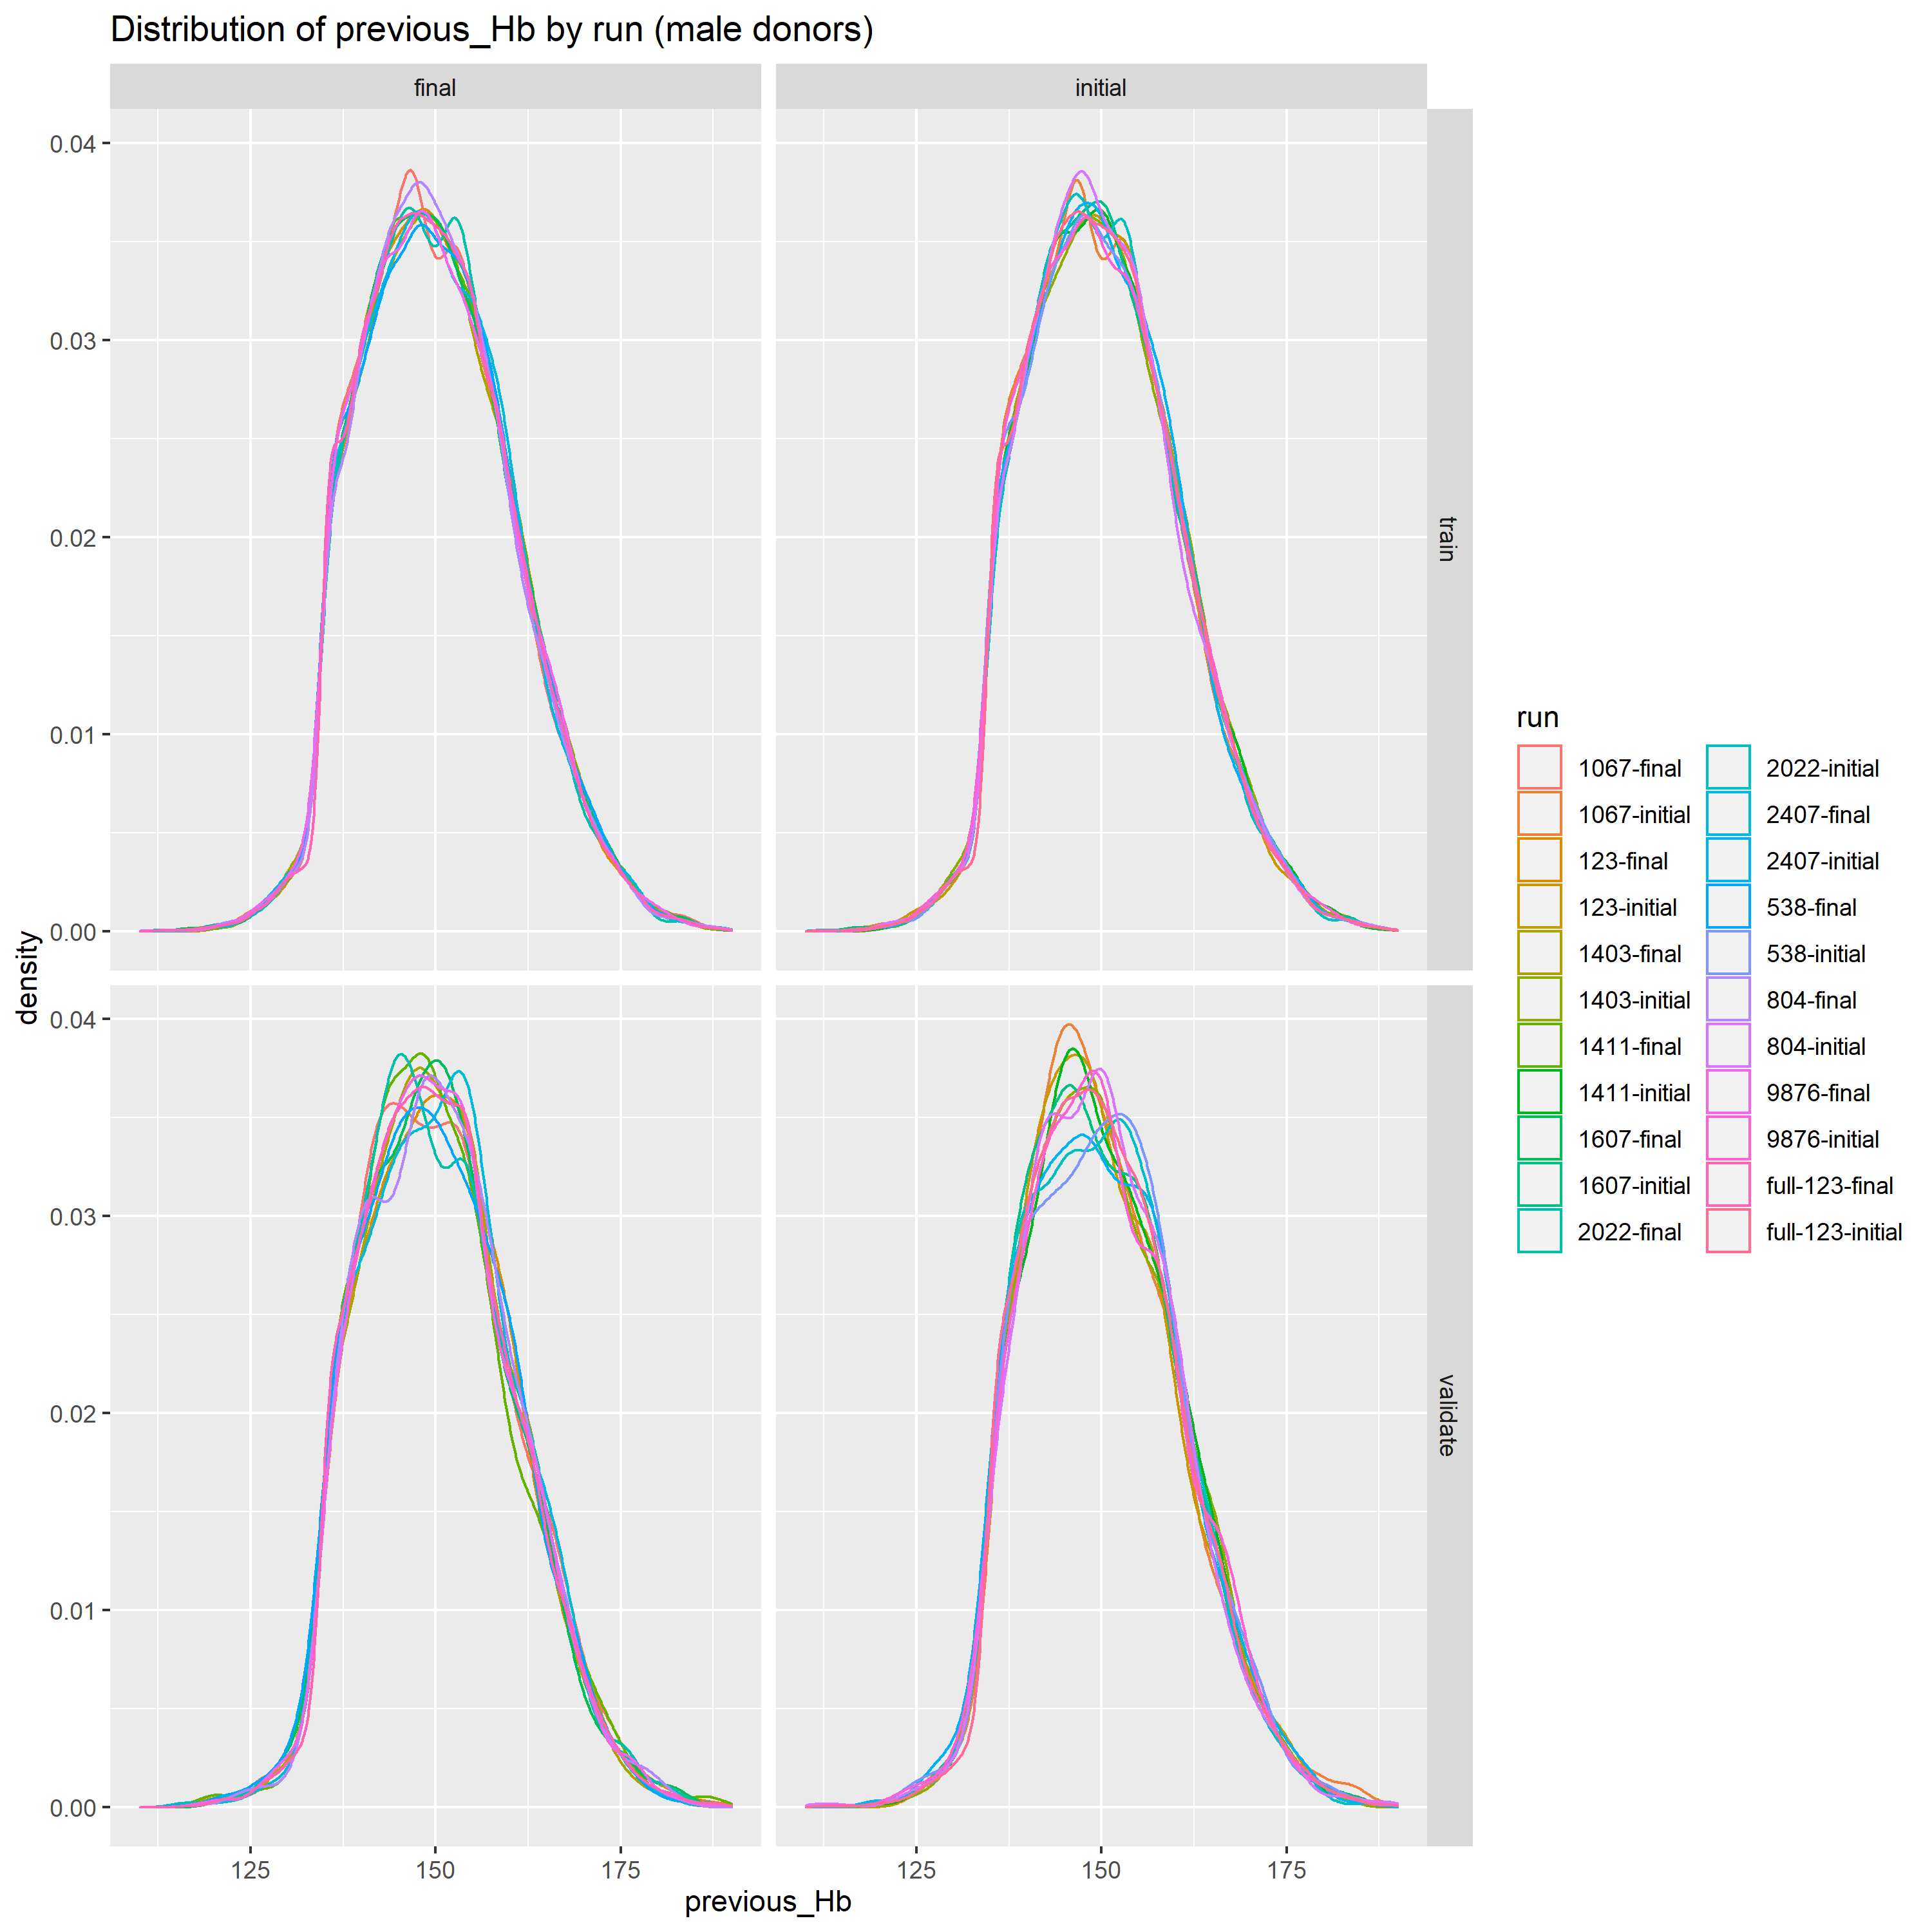 Distribution of previous_Hb by run (male donors)
final
initial
0.04
0.03
0.02
0.01
0.00
train
density
0.04
0.03
0.02
0.01
0.00
validate
125
150
175
125
150
175
previous_Hb
run
1067-final
1067-initial
123-final
123-initial
1403-final
1403-initial
1411-final
1411-initial
1607-final
1607-initial
2022-final
2022-initial
2407-final
2407-initial
538-final
538-initial
804-final
804-initial
9876-final
9876-initial
full-123-final
full-123-initial